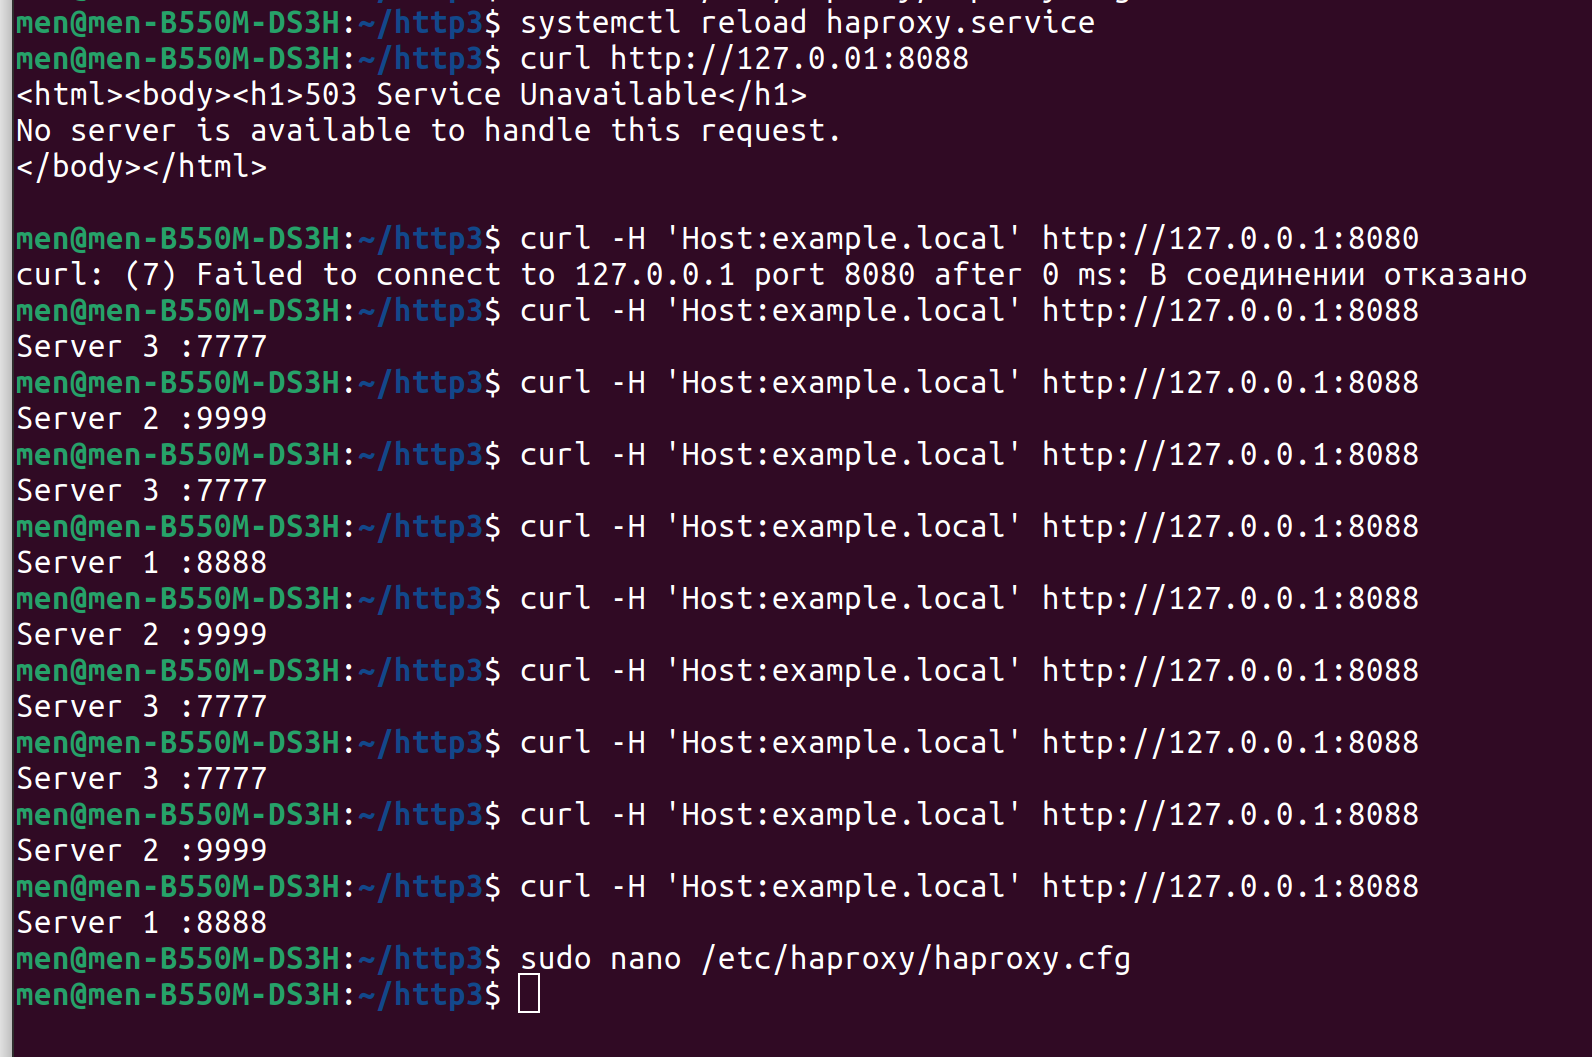 men@men-B550M-DS3H:~/http3$ systemctl reload haproxy.service
men@men-B550M-DS3H:~/http3$ curl http://127.0.01:8088
<html><body><h1>503 Service Unavailable</h1>
No server is available to handle this request.
</body></html>
men@men-B550M-DS3H:~/http3$ curl -H 'Host:example.local' http://127.0.0.1:8080
curl: (7) Failed to connect to 127.0.0.1 port 8080 after 0 ms: В соединении отказано
men@men-B550M-DS3H:~/http3$ curl -H 'Host:example.local' http://127.0.0.1:8088
Server 3 :7777
men@men-B550M-DS3H:~/http3$ curl -H 'Host:example.local' http://127.0.0.1:8088
Server 2 :9999
men@men-B550M-DS3H:~/http3$ curl -H 'Host:example.local' http://127.0.0.1:8088
Server 3 :7777
men@men-B550M-DS3H:~/http3$ curl -H 'Host:example.local' http://127.0.0.1:8088
Server 1 :8888
men@men-B550M-DS3H:~/http3$ curl -H 'Host:example.local' http://127.0.0.1:8088
Server 2 :9999
men@men-B550M-DS3H:~/http3$ curl -H 'Host:example.local' http://127.0.0.1:8088
Server 3 :7777
men@men-B550M-DS3H:~/http3$ curl -H 'Host:example.local' http://127.0.0.1:8088
Server 3 :7777
men@men-B550M-DS3H:~/http3$ curl -H 'Host:example.local' http://127.0.0.1:8088
Server 2 :9999
men@men-B550M-DS3H:~/http3$ curl -H 'Host:example.local' http://127.0.0.1:8088
Server 1 :8888
men@men-B550M-DS3H:~/http3$ sudo nano /etc/haproxy/haproxy.cfg
men@men-B550M-DS3H:~/http3$